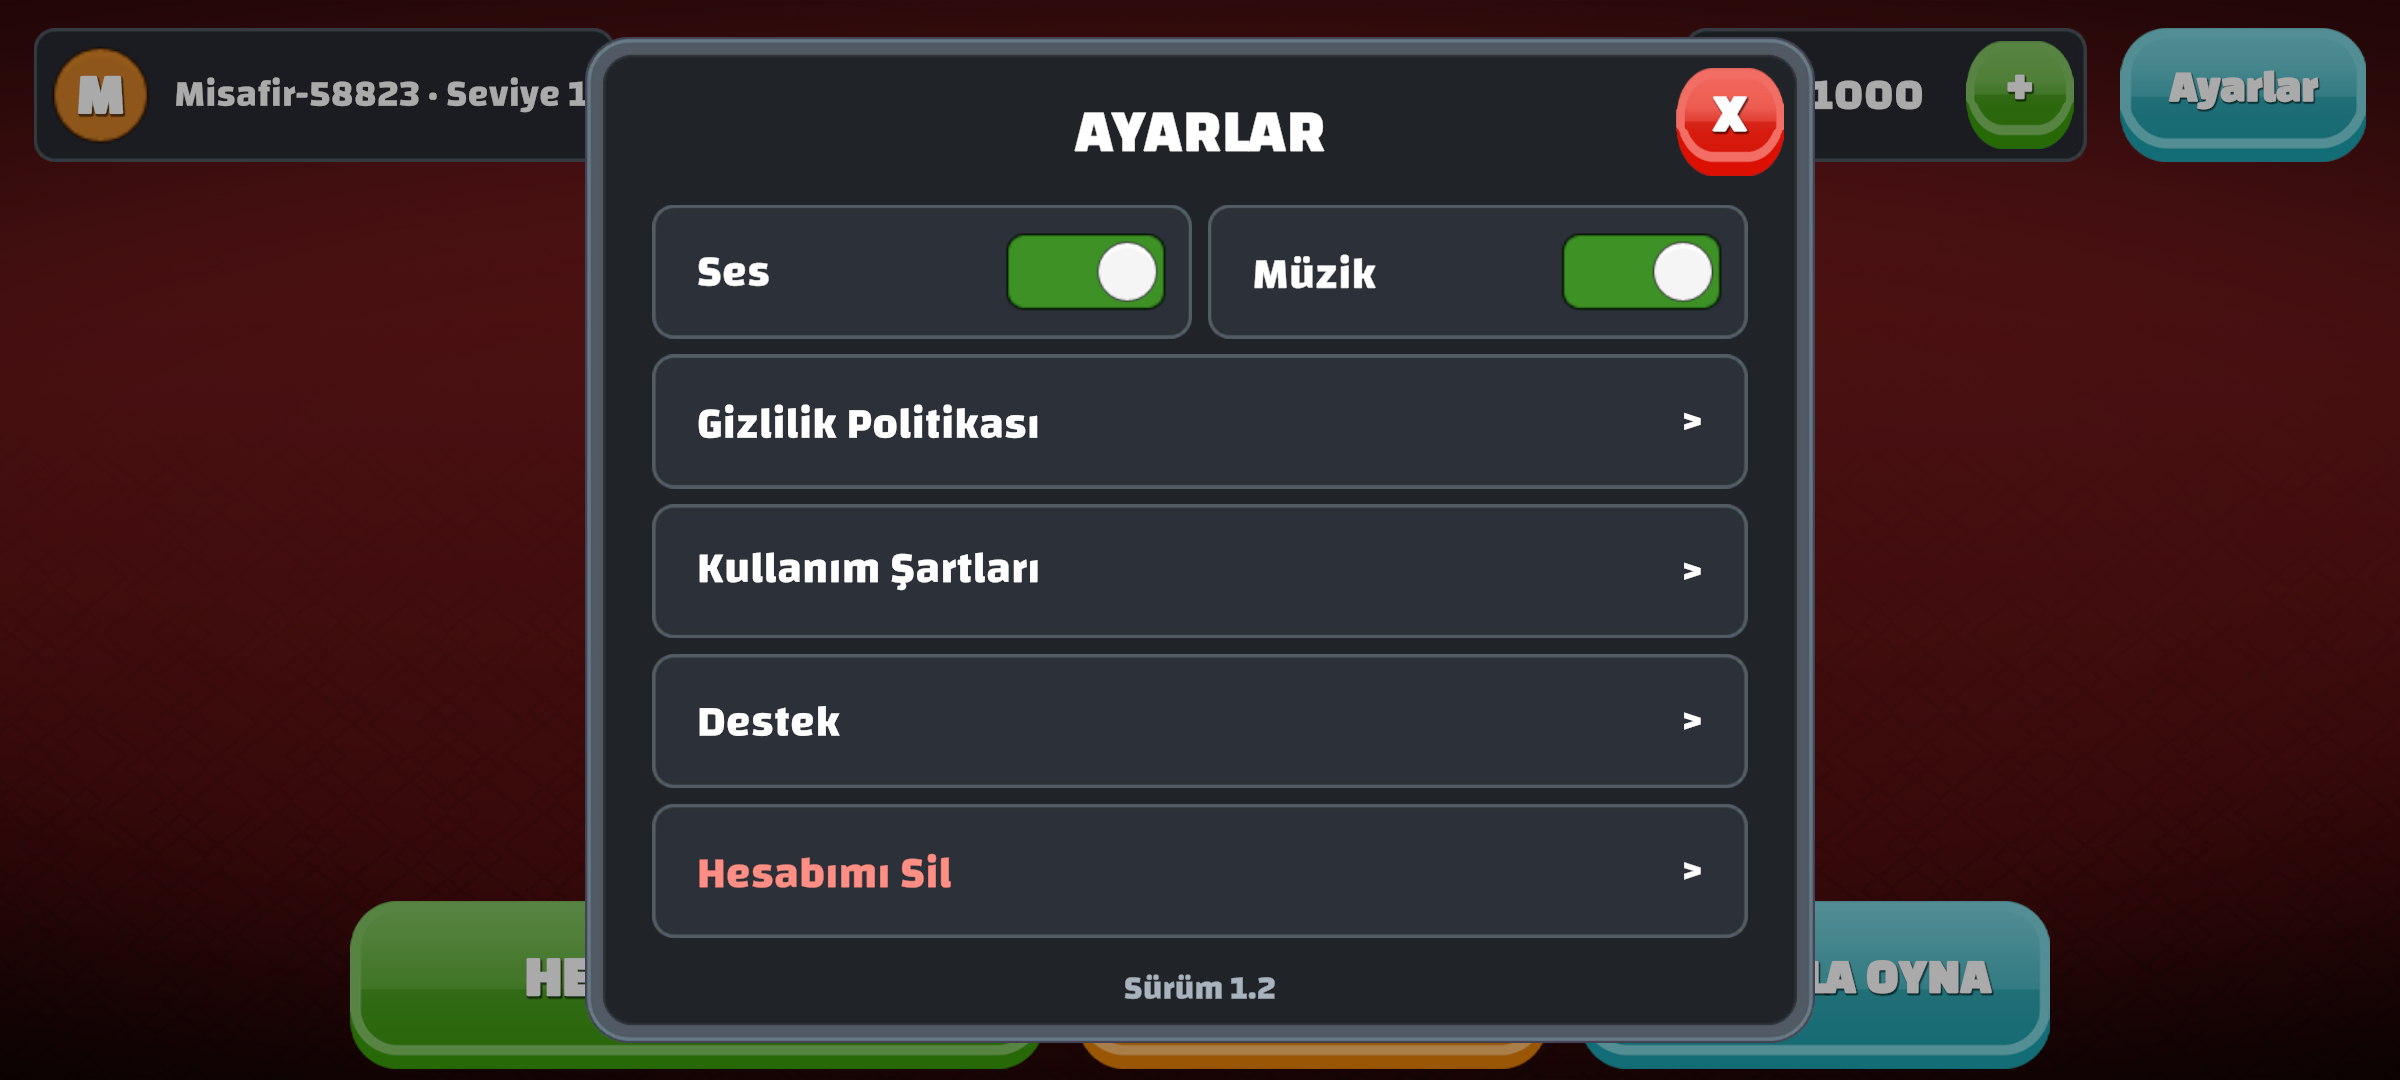 M
Misafir-58823 · Seviye 1
1000
+
Ayarlar
AYARLAR
X
Ses
Müzik
Gizlilik Politikası
>
Kullanım Şartları
>
Destek
>
Hesabımı Sil
>
Sürüm 1.2
OYNA